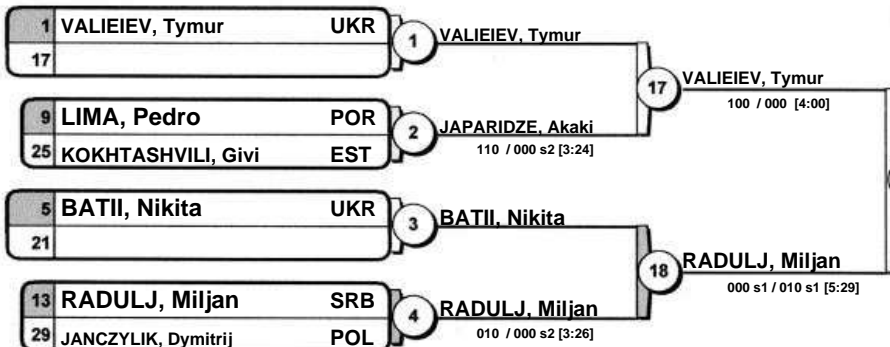 1 VALIEIEV, Tymur UKR
17
1 VALIEIEV, Tymur
17 VALIEIEV, Tymur
100 / 000 [4:00]
9 LIMA, Pedro POR
25 KOKHTASHVILI, Givi EST
2 JAPARIDZE, Akaki
110 / 000 s2 [3:24]
5 BATII, Nikita UKR
21
3 BATII, Nikita
18 RADULJ, Miljan
000 s1 / 010 s1 [5:29]
13 RADULJ, Miljan SRB
29 JANCZYLIK, Dymitrij POL
4 RADULJ, Miljan
010 / 000 s2 [3:26]